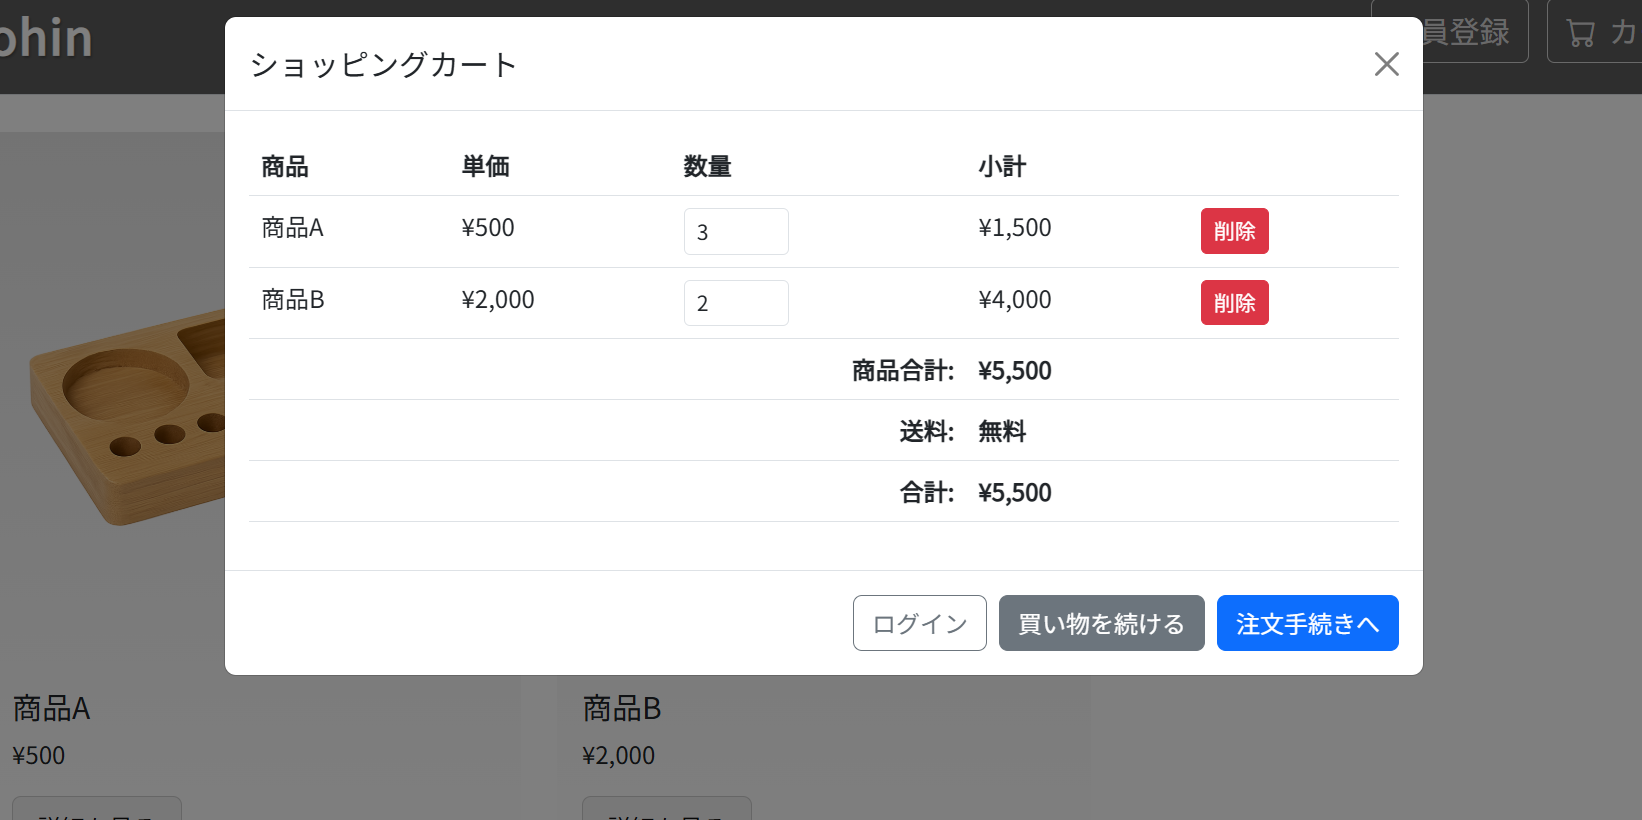 ohin
員登録
カ
ショッピングカート
商品 単価 数量 小計
商品A ¥500 3 ¥1,500 削除
商品B ¥2,000 2 ¥4,000 削除
商品合計: ¥5,500
送料: 無料
合計: ¥5,500
ログイン 買い物を続ける 注文手続きへ
商品A
¥500
商品B
¥2,000